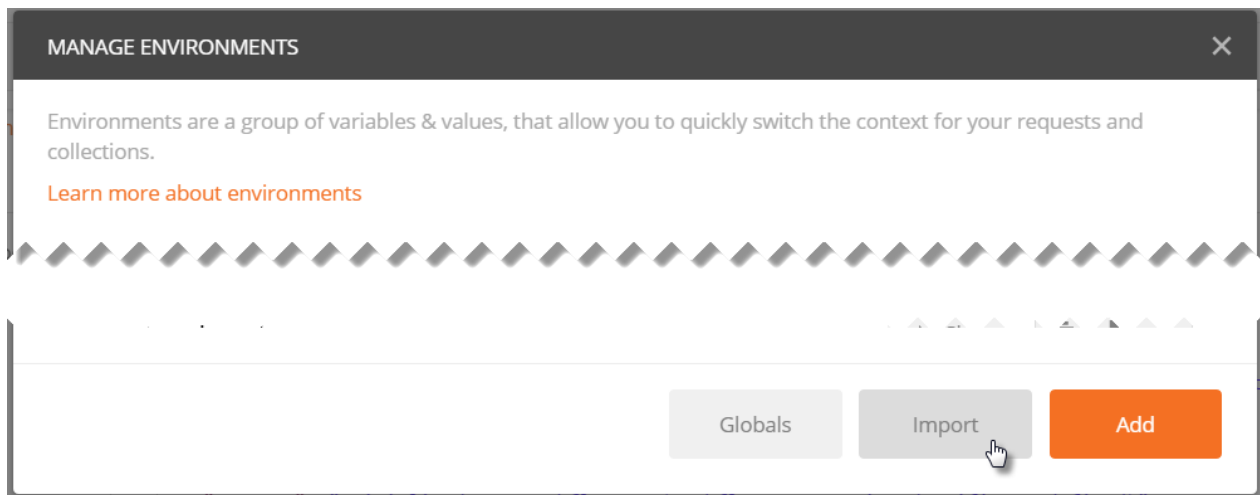 MANAGE ENVIRONMENTS
Environments are a group of variables & values, that allow you to quickly switch the context for your requests and
collections.
Learn more about environments
Globals
Import
Add